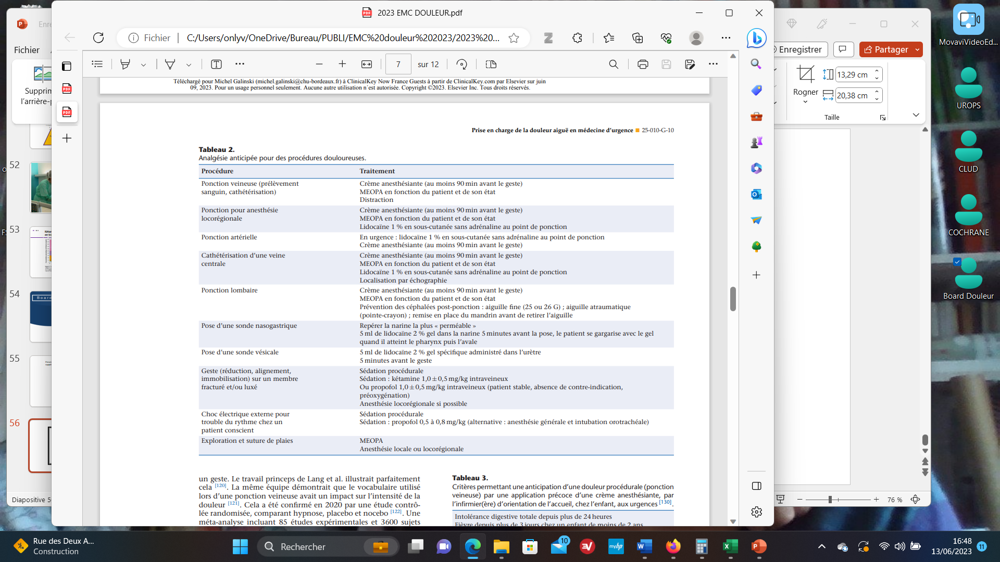 2023 EMC DOULEUR.pdf
Fichier
C:/Users/onlyv/OneDrive/Bureau/PUBLI/EMC%20douleur%202023/2023%20...
7 sur 12
Téléchargé pour Michel Galinski (michel.galinski@chu-bordeaux.fr) à ClinicalKey Now France Guests à partir de ClinicalKey.com par Elsevier sur juin
09, 2023. Pour un usage personnel seulement. Aucune autre utilisation n´est autorisée. Copyright ©2023. Elsevier Inc. Tous droits réservés.
Prise en charge de la douleur aiguë en médecine d'urgence ■ 25-010-G-10
Tableau 2.
Analgésie anticipée pour des procédures douloureuses.
Procédure
Traitement
Ponction veineuse (prélèvement
sanguin, cathétérisation)
Crème anesthésiante (au moins 90 min avant le geste)
MEOPA en fonction du patient et de son état
Distraction
Ponction pour anesthésie
locorégionale
Crème anesthésiante (au moins 90 min avant le geste)
MEOPA en fonction du patient et de son état
Lidocaïne 1 % en sous-cutanée sans adrénaline au point de ponction
Ponction artérielle
En urgence : lidocaïne 1 % en sous-cutanée sans adrénaline au point de ponction
Crème anesthésiante (au moins 90 min avant le geste)
Cathétérisation d'une veine
centrale
Crème anesthésiante (au moins 90 min avant le geste)
MEOPA en fonction du patient et de son état
Lidocaïne 1 % en sous-cutanée sans adrénaline au point de ponction
Localisation par échographie
Ponction lombaire
Crème anesthésiante (au moins 90 min avant le geste)
MEOPA en fonction du patient et de son état
Prévention des céphalées post-ponction : aiguille fine (25 ou 26 G) ; aiguille atraumatique
(pointe-crayon) ; remise en place du mandrin avant de retirer l'aiguille
Pose d'une sonde nasogastrique
Repérer la narine la plus « perméable »
5 ml de lidocaïne 2 % gel dans la narine 5 minutes avant la pose, le patient se gargarise avec le gel
quand il atteint le pharynx puis l'avale
Pose d'une sonde vésicale
5 ml de lidocaïne 2 % gel spécifique administré dans l'urètre
5 minutes avant le geste
Geste (réduction, alignement,
immobilisation) sur un membre
fracturé et/ou luxé
Sédation procédurale
Sédation : kétamine 1,0 ± 0,5 mg/kg intraveineux
Ou propofol 1,0 ± 0,5 mg/kg intraveineux (patient stable, absence de contre-indication,
préoxygénation)
Anesthésie locorégionale si possible
Choc électrique externe pour
trouble du rythme chez un
patient conscient
Sédation procédurale
Sédation : propofol 0,5 à 0,8 mg/kg (alternative : anesthésie générale et intubation orotrachéale)
Exploration et suture de plaies
MEOPA
Anesthésie locale ou locorégionale
un geste. Le travail princeps de Lang et al. illustrait parfaitement
cela [120]. La même équipe démontrait que le vocabulaire utilisé
lors d'une ponction veineuse avait un impact sur l'intensité de la
douleur [121]. Cela a été confirmé en 2020 par une étude contrô-
lée randomisée, comparant hypnose, placebo et nocebo [122]. Une
méta-analyse incluant 85 études expérimentales et 3600 sujets
Tableau 3.
Critères permettant une anticipation d'une douleur procédurale (ponction
veineuse) par une application précoce d'une crème anesthésiante, par
l'infirmier(ère) d'orientation de l'accueil, chez l'enfant, aux urgences [130].
Intolérance digestive totale depuis plus de 24 heures
Fièvre depuis plus de 3 jours chez un enfant de moins de 2 ans
Enre
Fichier
Supprim
l'arrière-p
52
53
54
Board
55
56
Diapositive 5
Enregistrer
Partager
Rogner
13,29 cm
20,38 cm
Taille
76 %
MovaviVideoEd...
UROPS
CLUD
COCHRANE
Board Douleur
Rue des Deux A...
Construction
Rechercher
10
myhp
16:48
13/06/2023
11